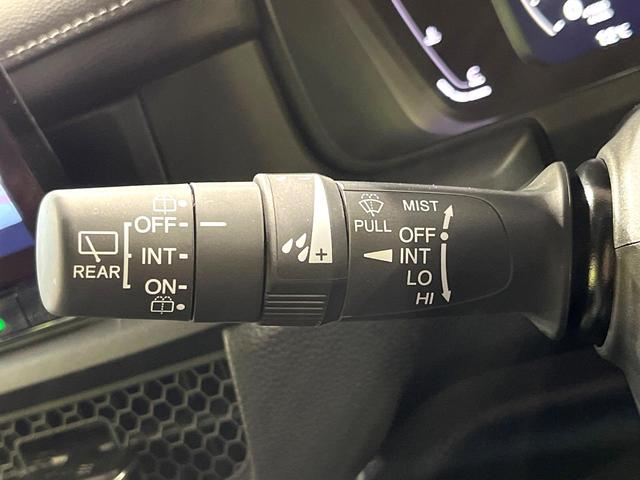 REAR
OFF
INT
ON
+
PULL
MIST
OFF
INT
LO
HI